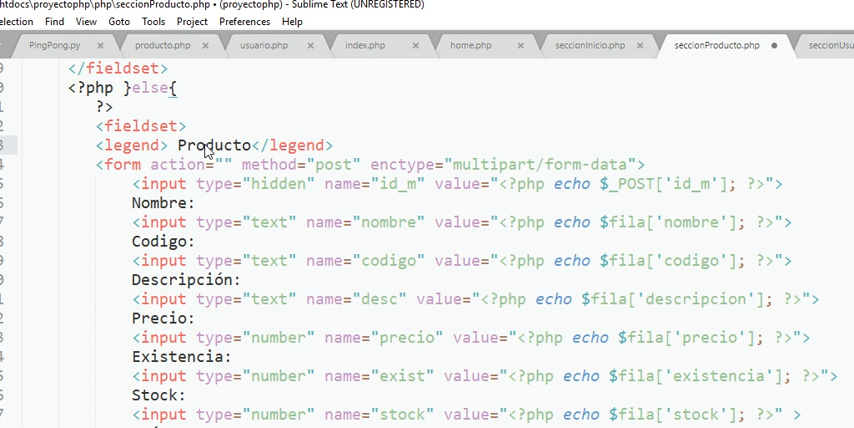 htdocs\proyectophp\php\seccionProducto.php • (proyectophp) - Sublime Text (UNREGISTERED)
Find View Goto Tools Project Preferences Help
PingPong.py × producto.php × usuario.php × index.php × home.php × seccionInicio.php × seccionProducto.php ●
</fieldset>
<?php }else{
?>
<fieldset>
<legend> Producto</legend>
<form action="" method="post" enctype="multipart/form-data">
<input type="hidden" name="id_m" value="<?php echo $_POST['id_m']; ?>">
Nombre:
<input type="text" name="nombre" value="<?php echo $fila['nombre']; ?>">
Codigo:
<input type="text" name="codigo" value="<?php echo $fila['codigo']; ?>">
Descripción:
<input type="text" name="desc" value="<?php echo $fila['descripcion']; ?>">
Precio:
<input type="number" name="precio" value="<?php echo $fila['precio']; ?>">
Existencia:
<input type="number" name="exist" value="<?php echo $fila['existencia']; ?>">
Stock:
<input type="number" name="stock" value="<?php echo $fila['stock']; ?>" >